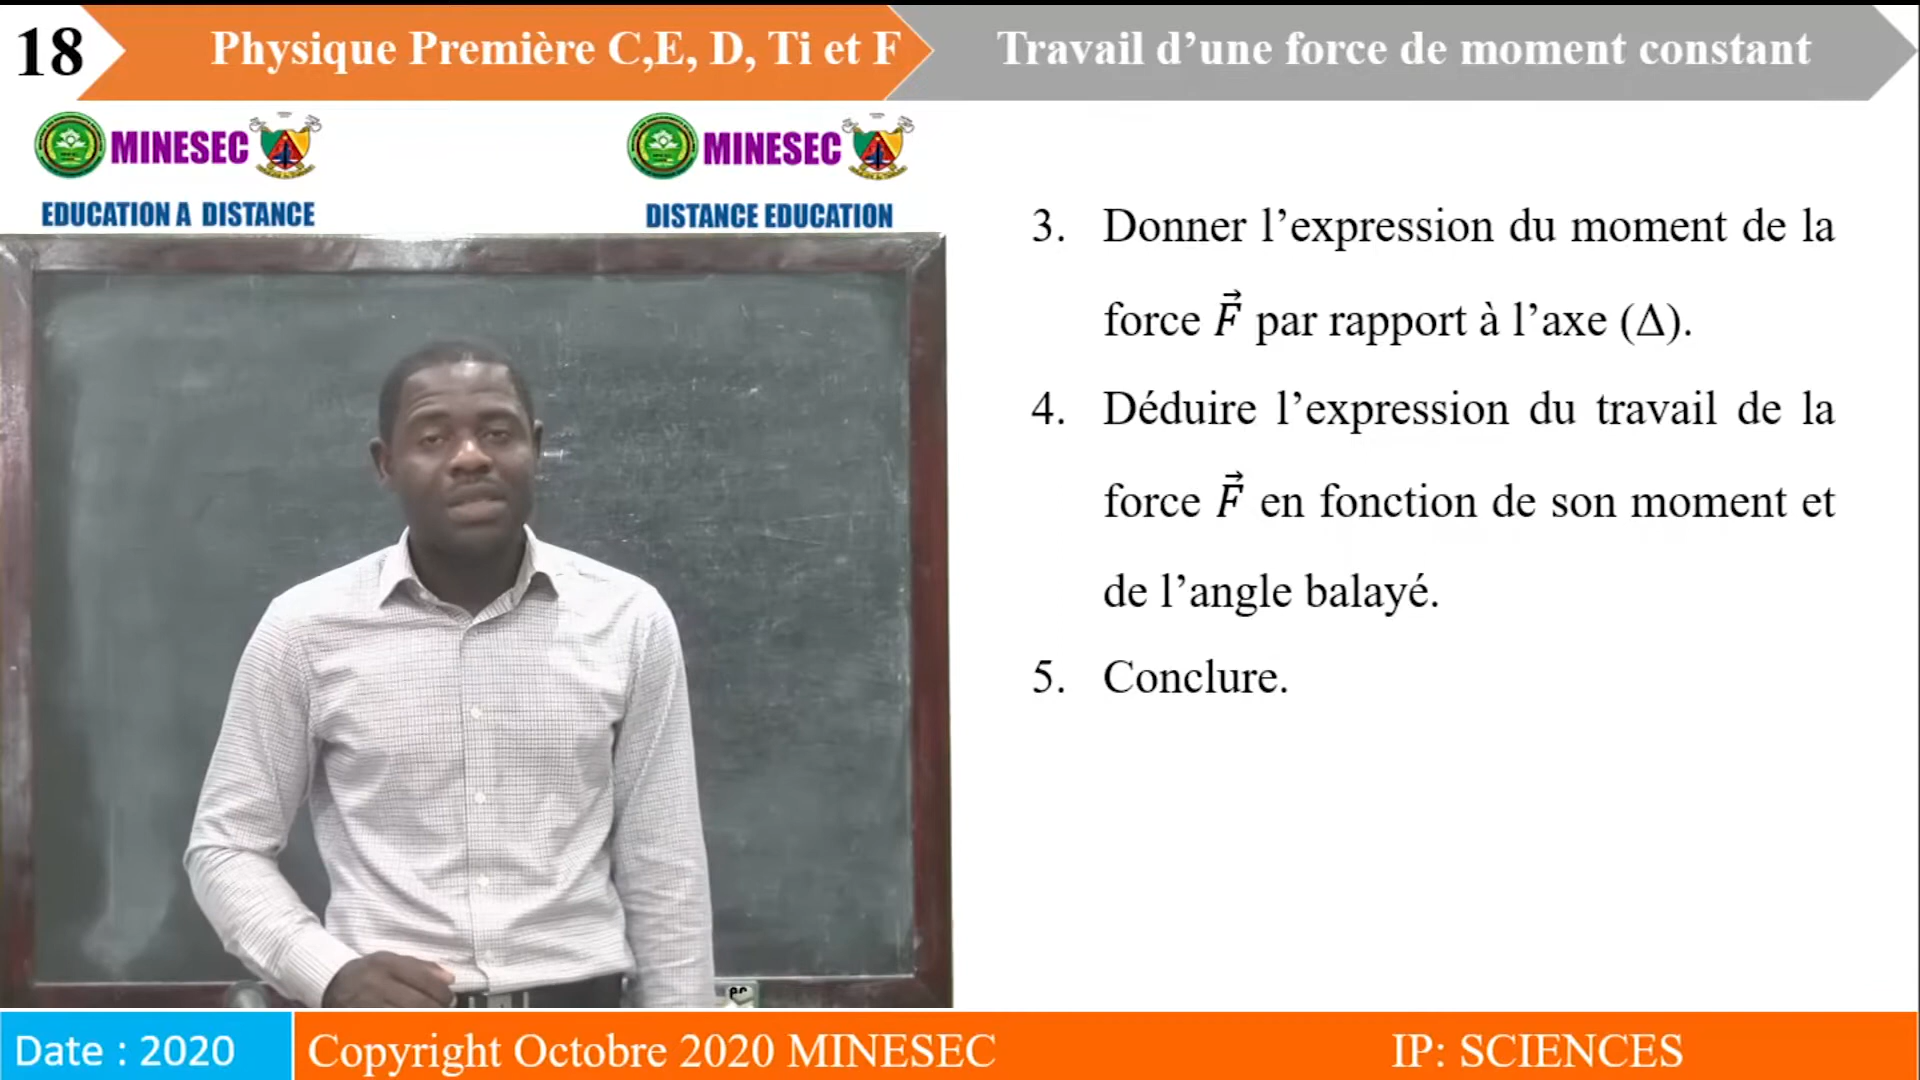 18
Physique Première C,E, D, Ti et F
Travail d’une force de moment constant
MINESEC
EDUCATION A DISTANCE
MINESEC
DISTANCE EDUCATION
3. Donner l’expression du moment de la
force F⃗ par rapport à l’axe (Δ).
4. Déduire l’expression du travail de la
force F⃗ en fonction de son moment et
de l’angle balayé.
5. Conclure.
Date : 2020
Copyright Octobre 2020 MINESEC
IP: SCIENCES